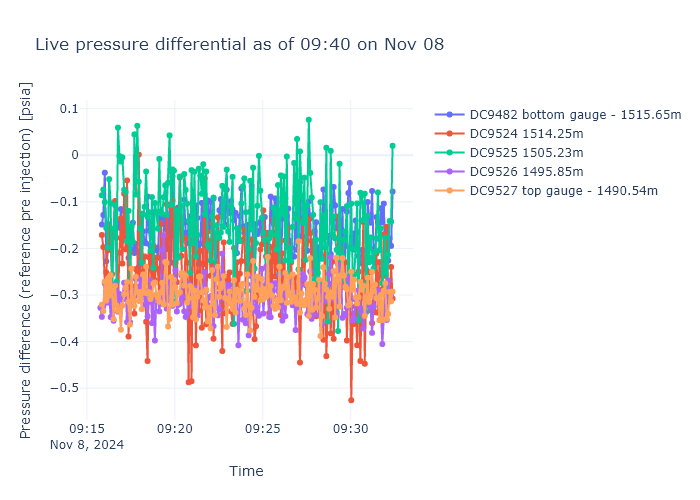 Live pressure differential as of 09:40 on Nov 08
Pressure difference (reference pre injection) [psia]
0.1
0
−0.1
−0.2
−0.3
−0.4
−0.5
09:15
Nov 8, 2024
09:20
09:25
09:30
Time
DC9482 bottom gauge - 1515.65m
DC9524 1514.25m
DC9525 1505.23m
DC9526 1495.85m
DC9527 top gauge - 1490.54m